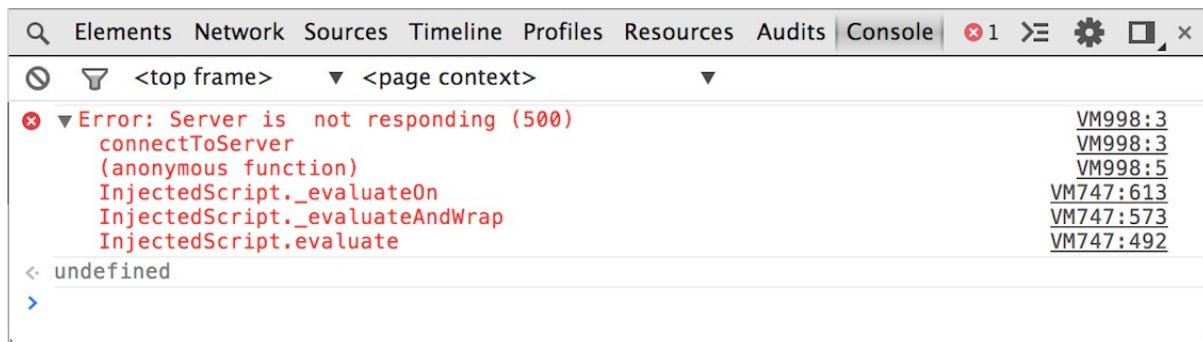 Elements Network Sources Timeline Profiles Resources Audits Console 1
<top frame> <page context>
Error: Server is  not responding (500) VM998:3
connectToServer VM998:3
(anonymous function) VM998:5
InjectedScript._evaluateOn VM747:613
InjectedScript._evaluateAndWrap VM747:573
InjectedScript.evaluate VM747:492
undefined